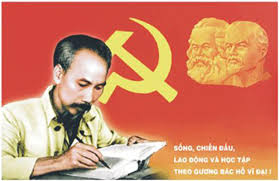 SỐNG, CHIẾN ĐẤU,
LAO ĐỘNG VÀ HỌC TẬP
THEO GƯƠNG BÁC HỒ VĨ ĐẠI !